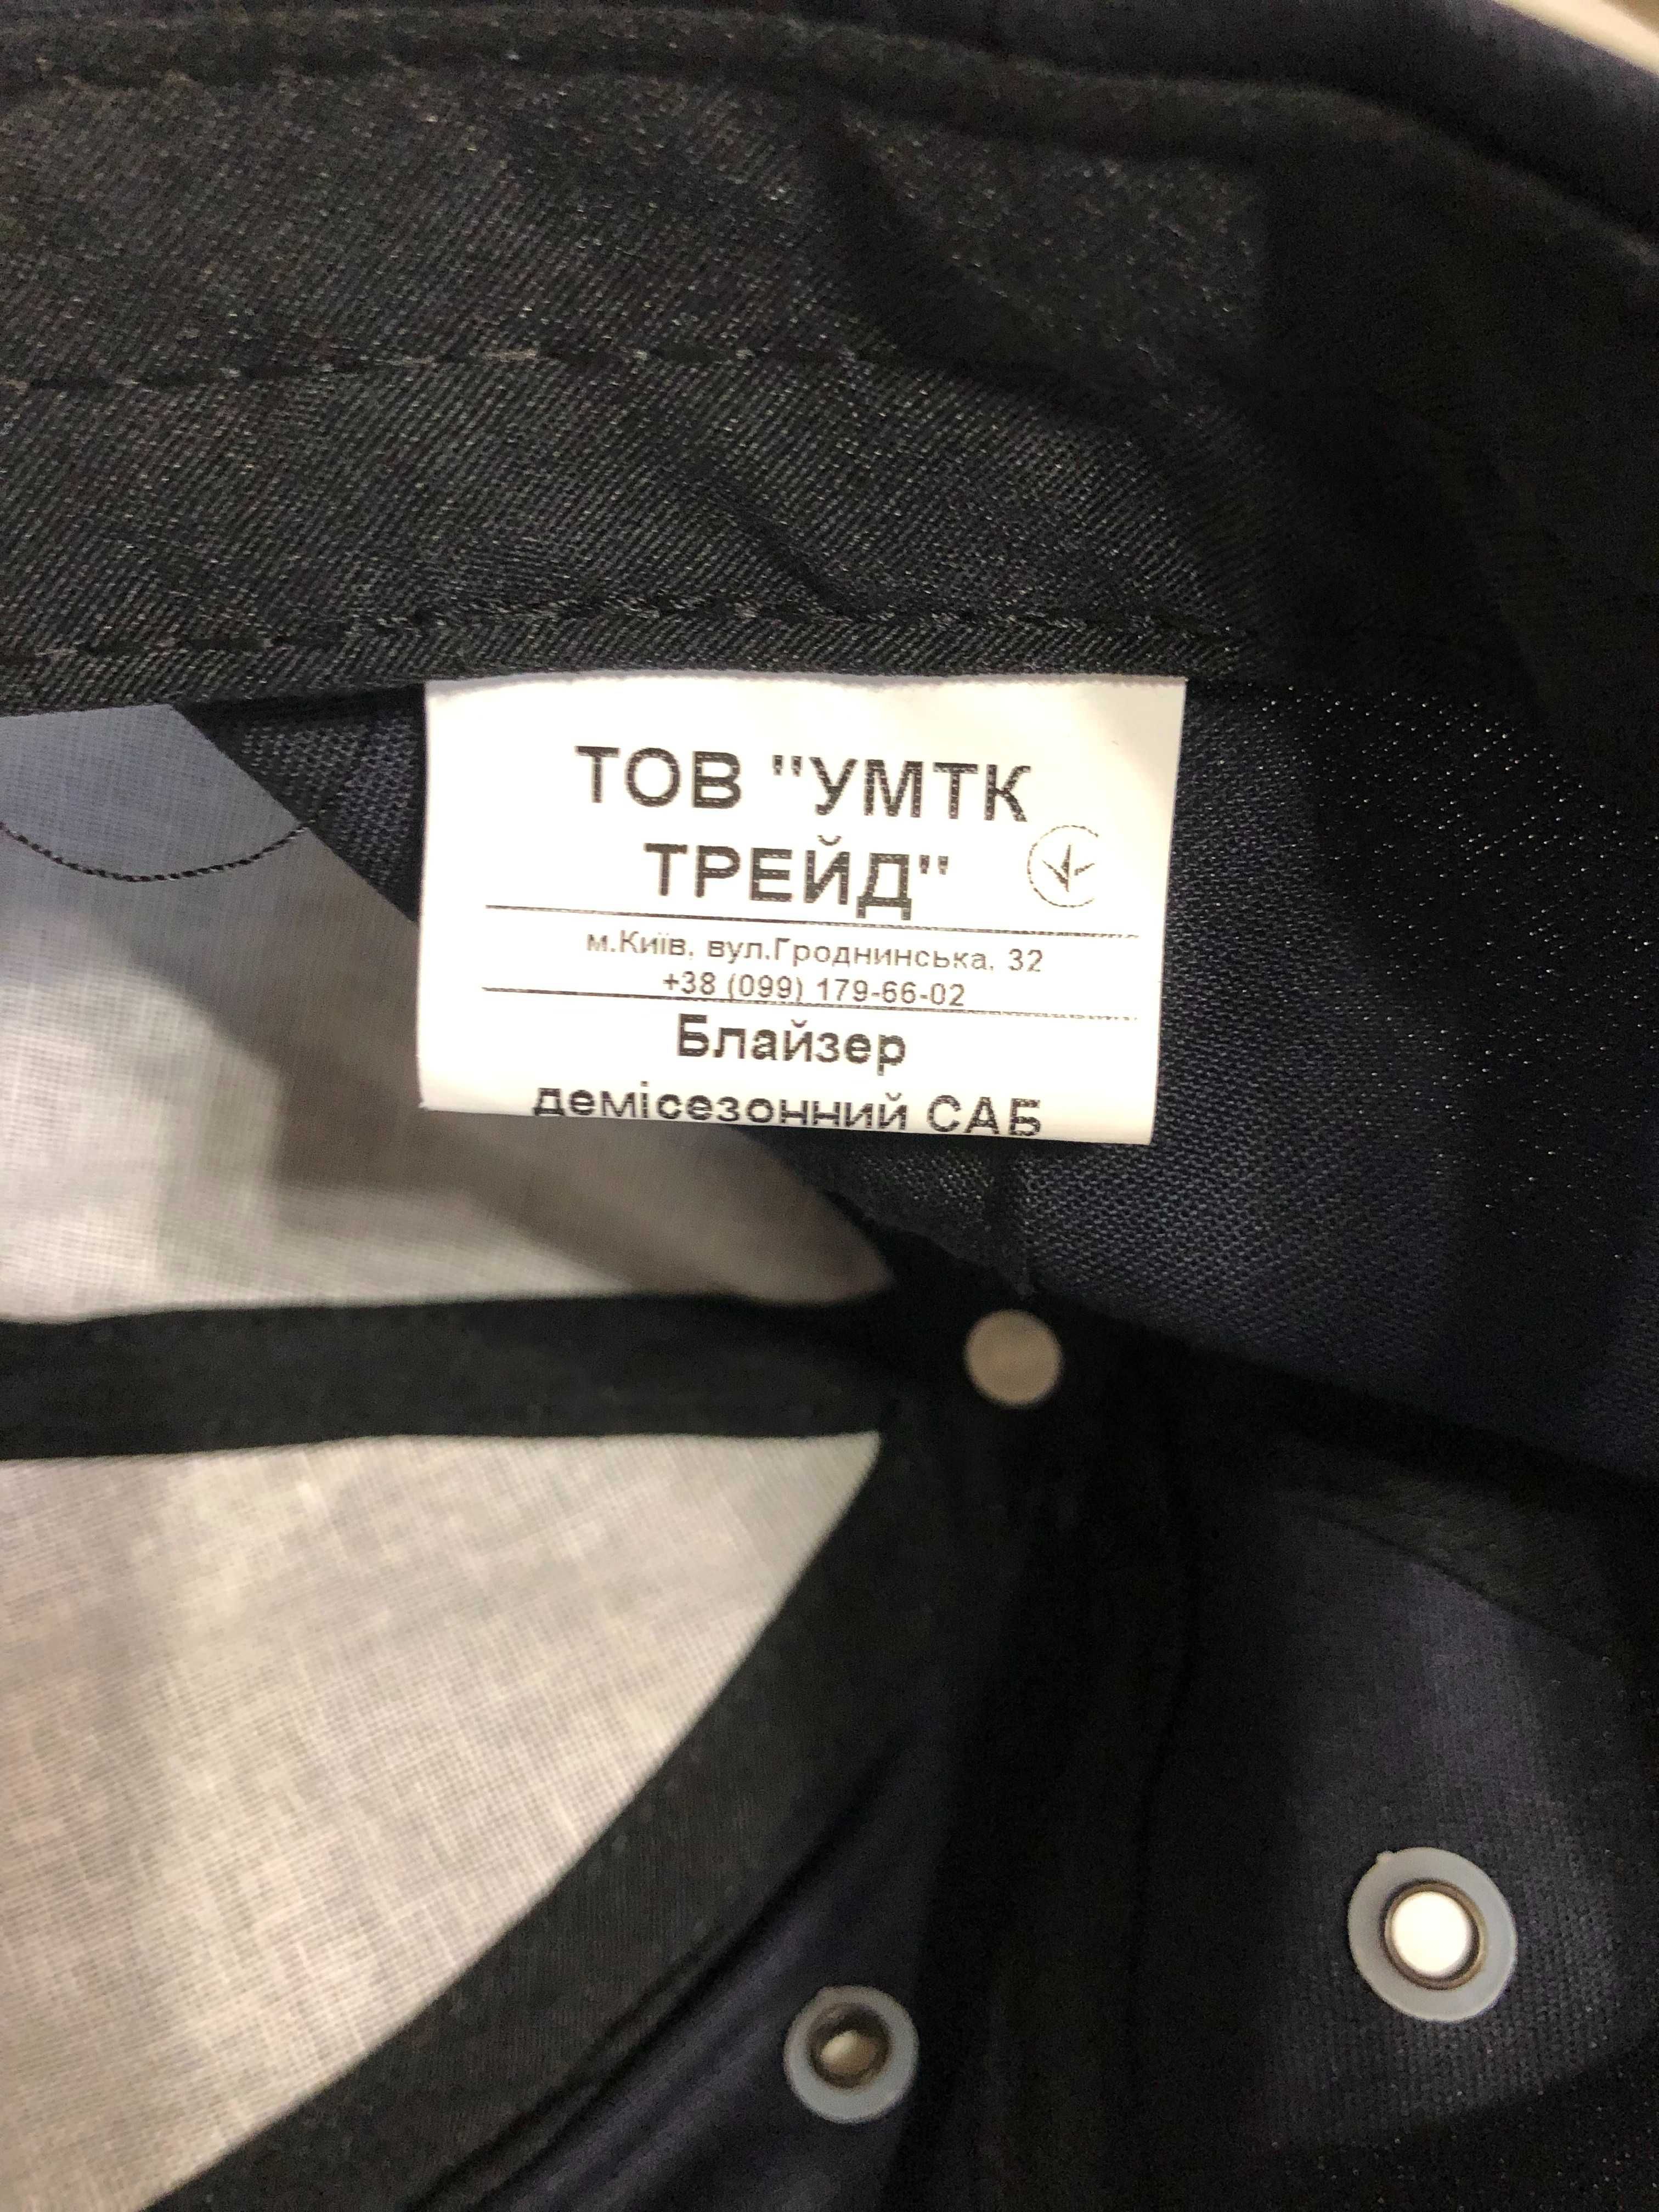 ТОВ "УМТК
ТРЕЙД"
м.Київ, вул.Гроднинська, 32
+38 (099) 179-66-02
Блайзер
демісезонний САБ